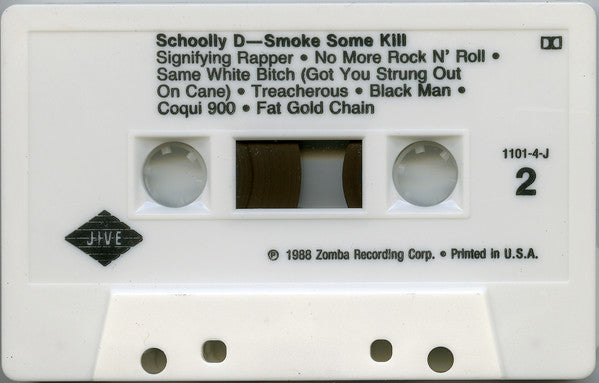 Schoolly D—Smoke Some Kill
Signifying Rapper • No More Rock N' Roll •
Same White Bitch (Got You Strung Out
On Cane) • Treacherous • Black Man •
Coqui 900 • Fat Gold Chain
1101-4-J
2
JIVE
℗ 1988 Zomba Recording Corp. • Printed in U.S.A.